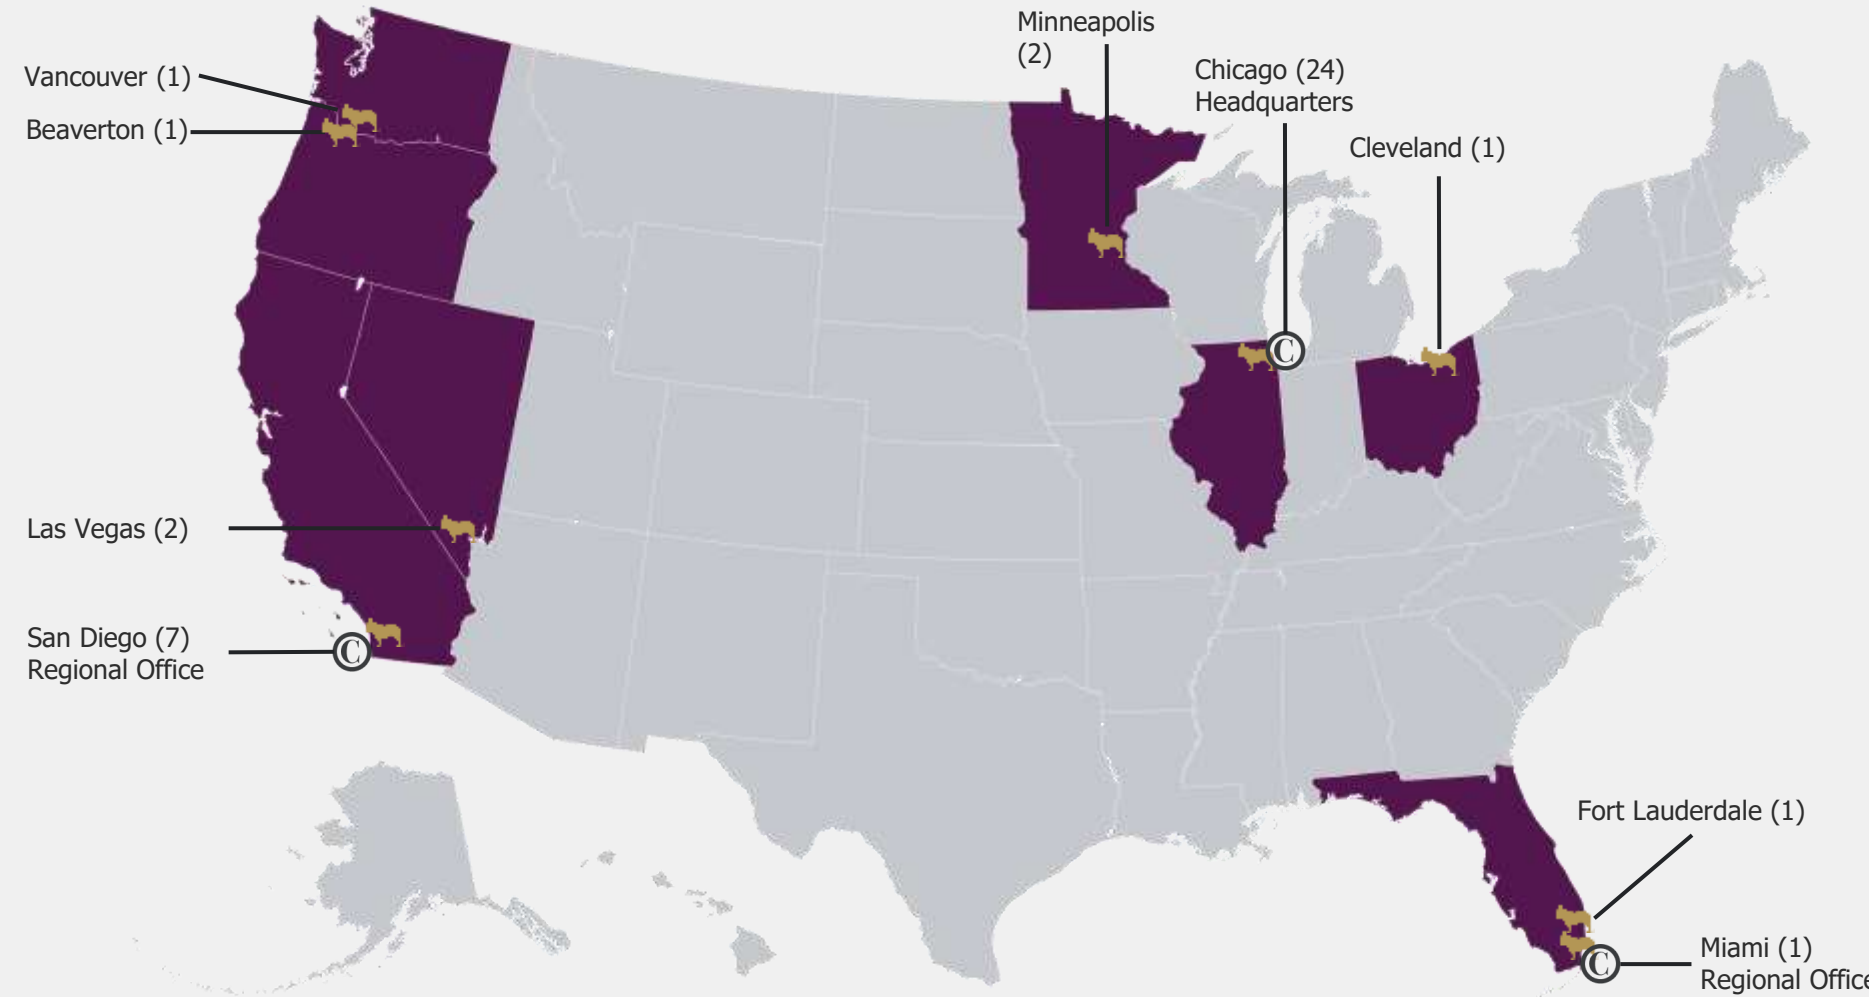 Minneapolis
(2)
Chicago (24)
Headquarters
Vancouver (1)
Beaverton (1)
Cleveland (1)
C
Las Vegas (2)
San Diego (7)
Regional Office
C
Fort Lauderdale (1)
Miami (1)
Regional Office
C